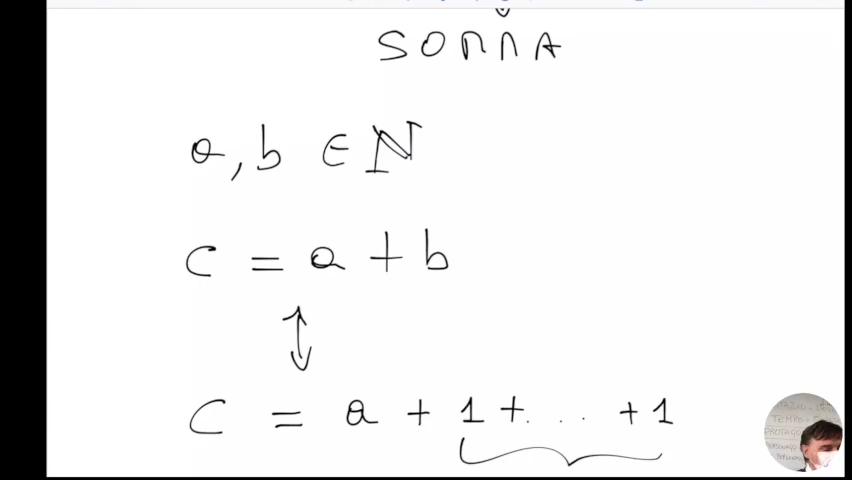 SOMMA
a, b ∈ ℕ
c = a + b
↕
c = a + 1 + . . . + 1